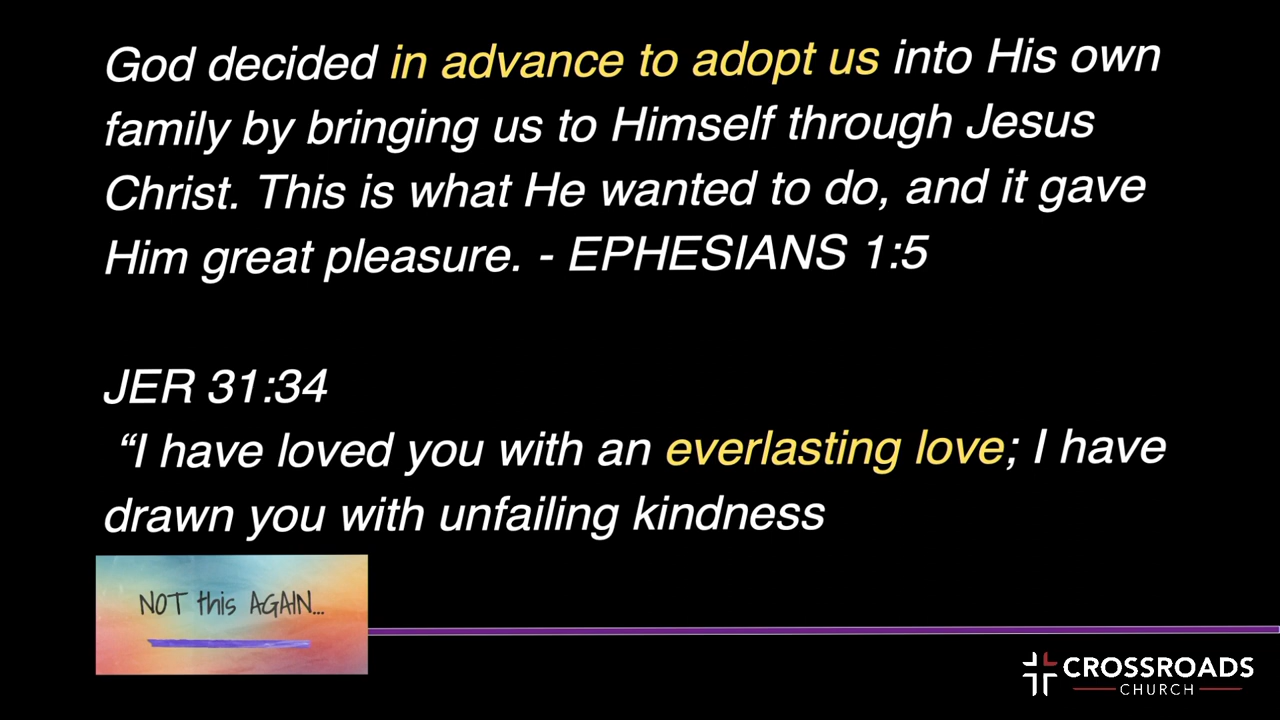 God decided in advance to adopt us into His own
family by bringing us to Himself through Jesus
Christ. This is what He wanted to do, and it gave
Him great pleasure. - EPHESIANS 1:5
JER 31:34
“I have loved you with an everlasting love; I have
drawn you with unfailing kindness
NOT this AGAIN...
CROSSROADS
CHURCH